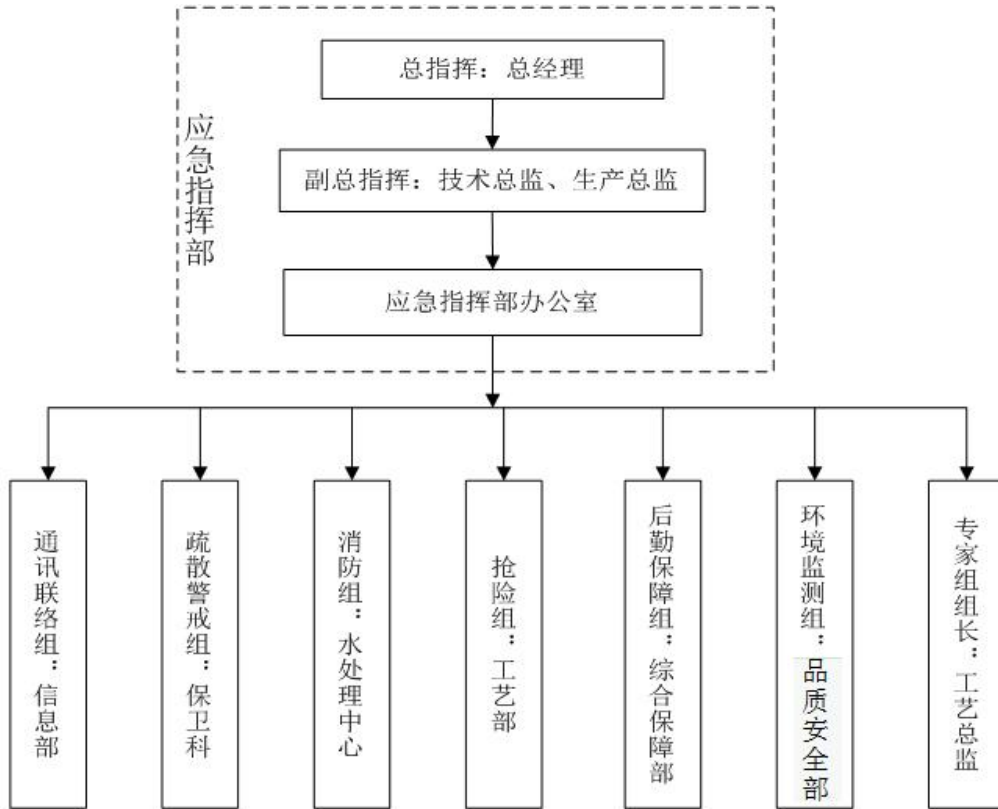 总指挥：总经理
应急指挥部
副总指挥：技术总监、生产总监
应急指挥部办公室
通讯联络组：信息部
疏散警戒组：保卫科
消防组：水处理中心
抢险组：工艺部
后勤保障组：综合保障部
环境监测组：品质安全部
专家组组长：工艺总监